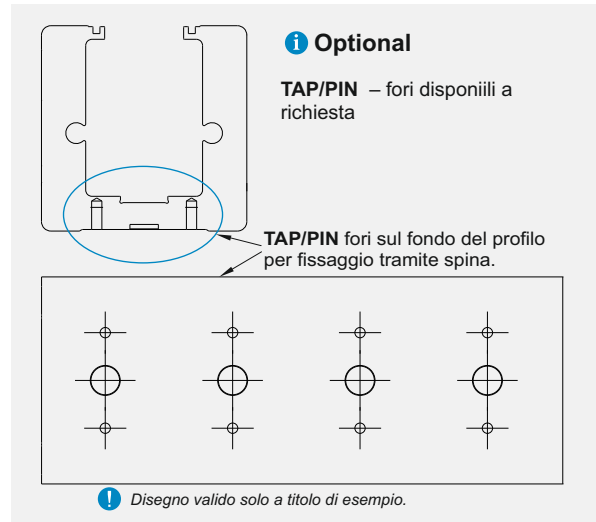 i Optional
TAP/PIN – fori disponiili a
richiesta
TAP/PIN fori sul fondo del profilo
per fissaggio tramite spina.
! Disegno valido solo a titolo di esempio.